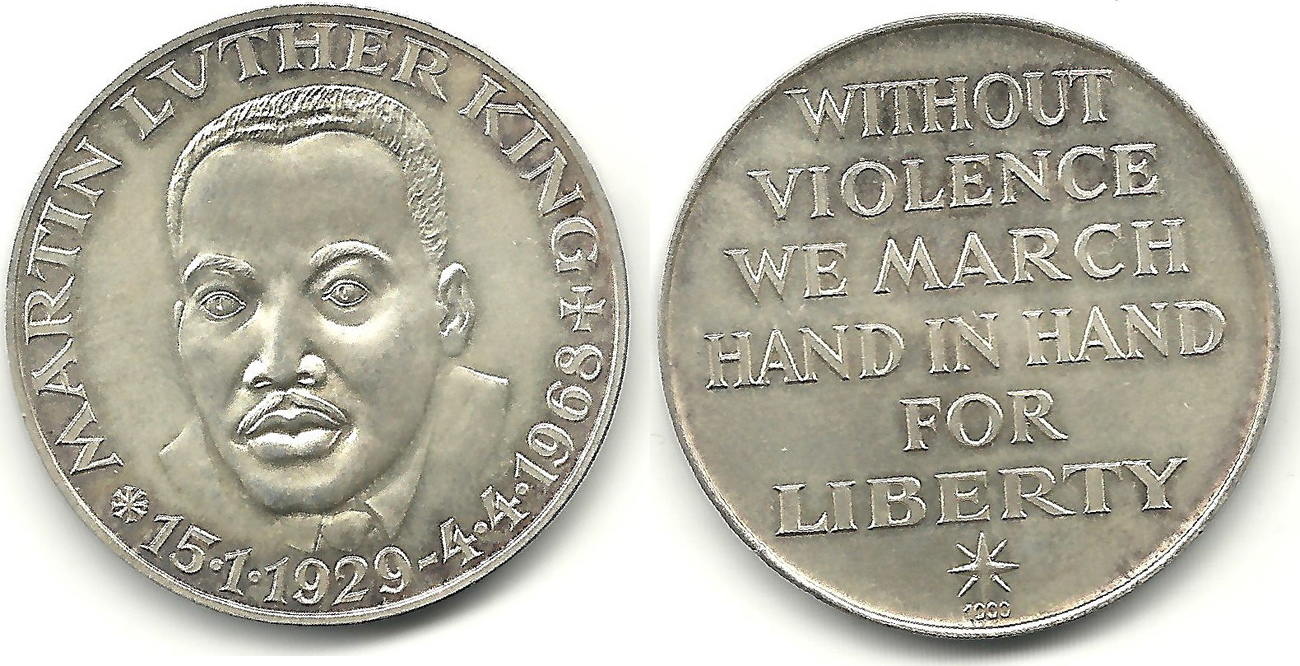 MARTIN LVTHER KING
15·1·1929-4·4·1968
WITHOUT
VIOLENCE
WE MARCH
HAND IN HAND
FOR
LIBERTY
1000